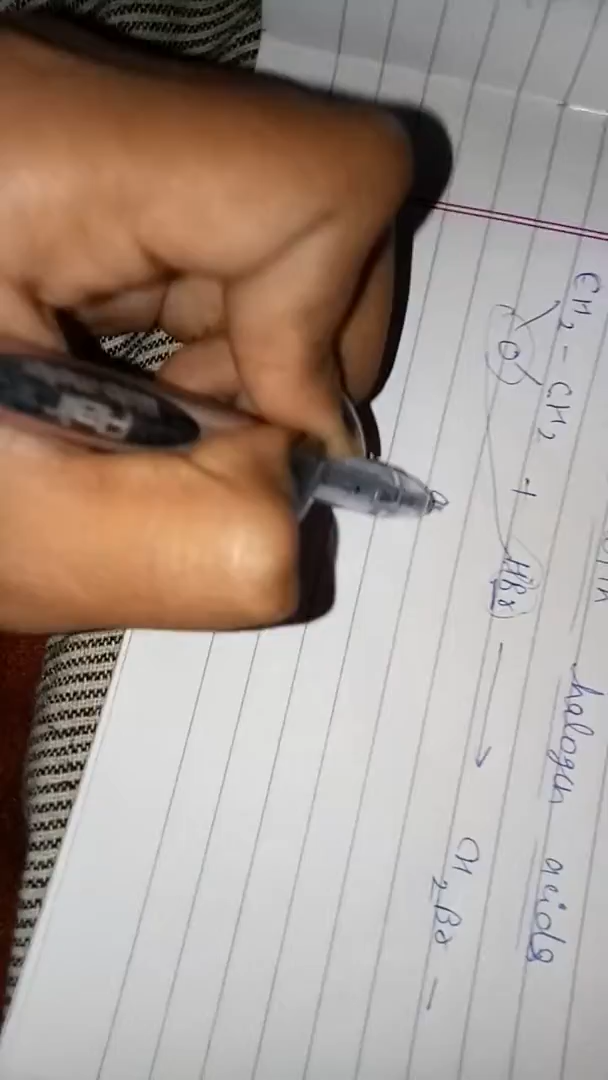 halogen acids
CH2 - CH2 + HBr → CH2Br -
O